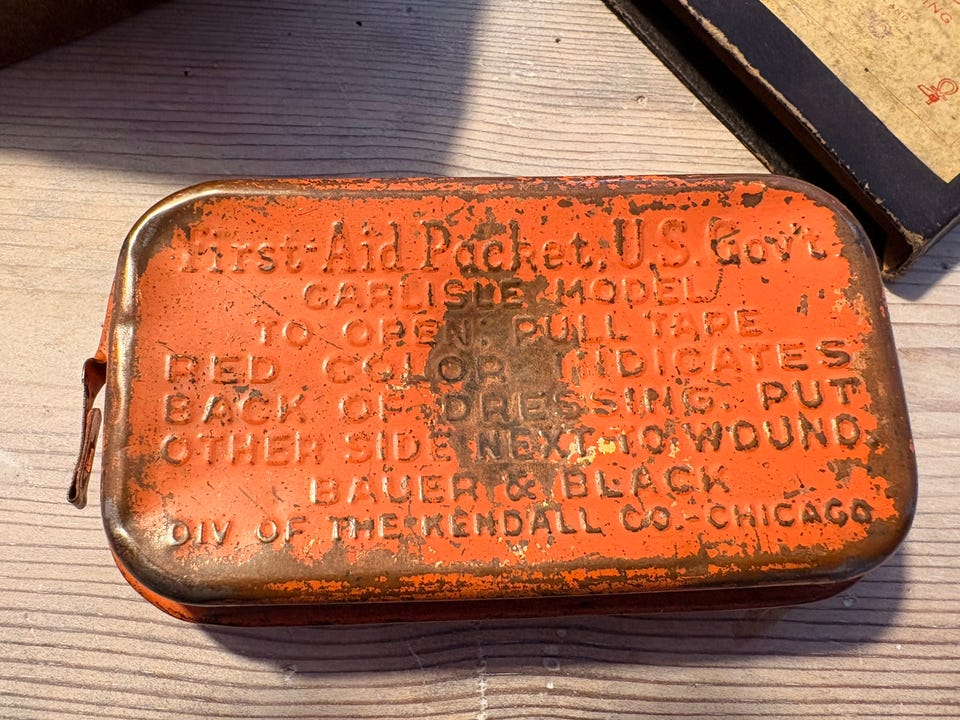 First-Aid Packet, U.S. Gov't.
CARLISLE MODEL
TO OPEN: PULL TAPE
RED COLOR INDICATES
BACK OF DRESSING. PUT
OTHER SIDE NEXT TO WOUND.
BAUER & BLACK
DIV OF THE KENDALL CO.-CHICAGO
AND